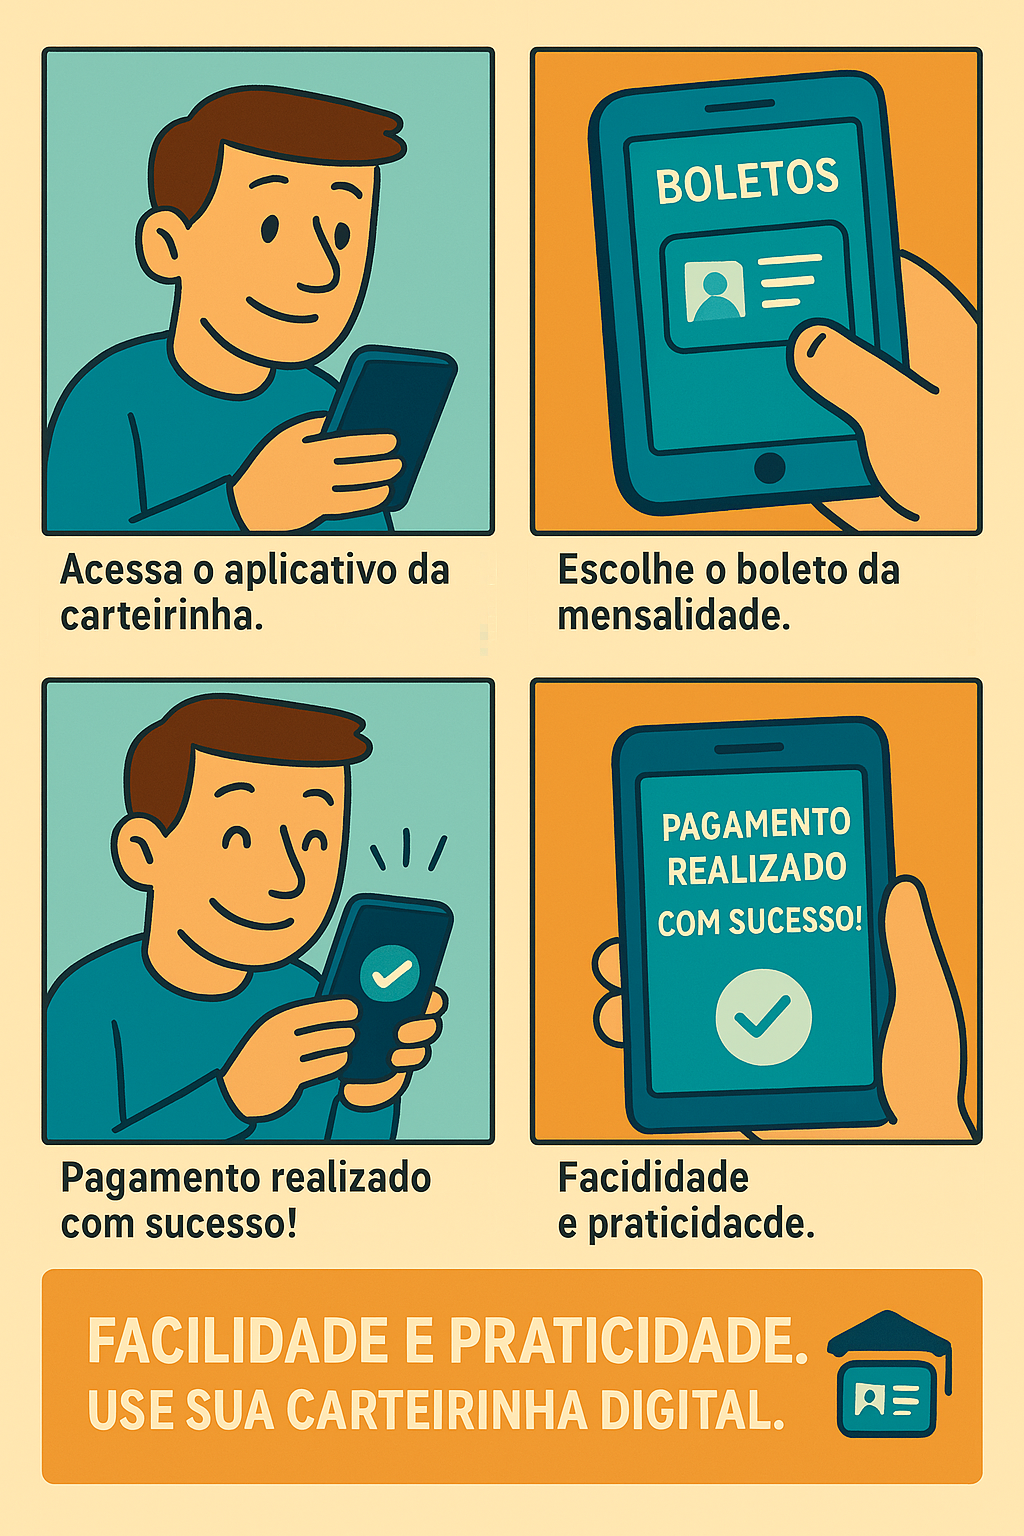 BOLETOS
Acessa o aplicativo da
carteirinha.
Escolhe o boleto da
mensalidade.
PAGAMENTO
REALIZADO
COM SUCESSO!
Pagamento realizado
com sucesso!
Facididade
e praticidacde.
FACILIDADE E PRATICIDADE.
USE SUA CARTEIRINHA DIGITAL.